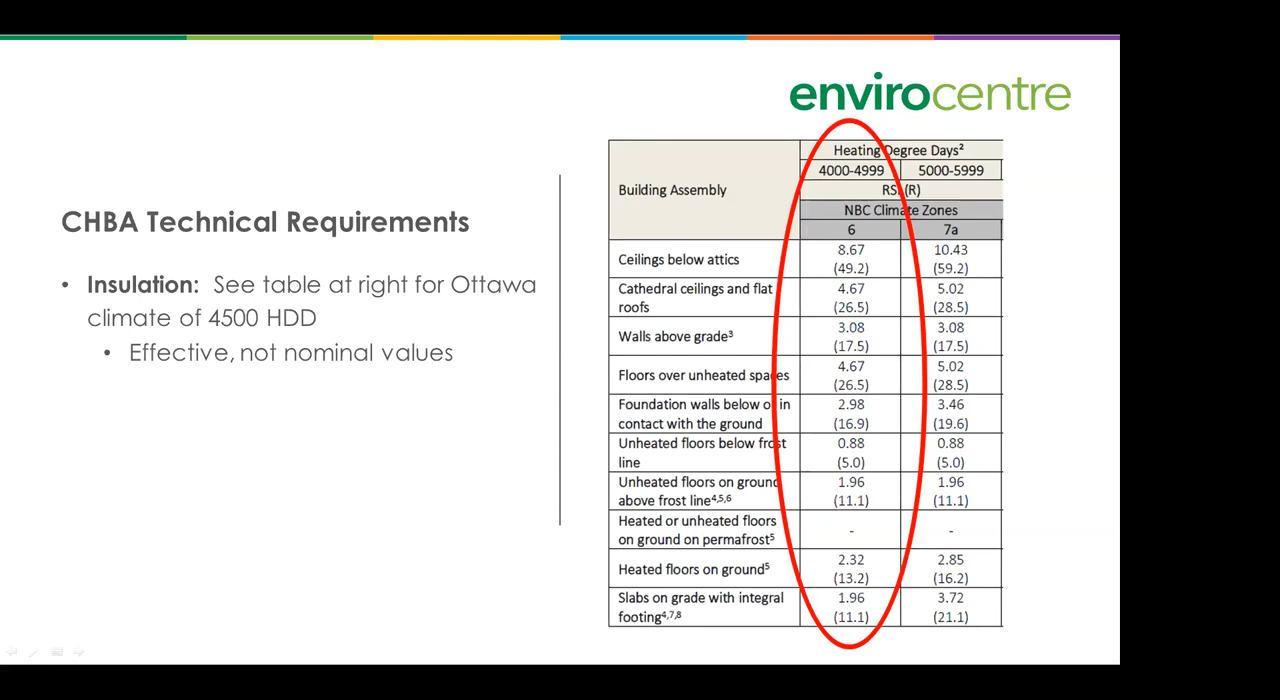 envirocentre
CHBA Technical Requirements
• Insulation: See table at right for Ottawa
climate of 4500 HDD
• Effective, not nominal values
Building Assembly
Heating Degree Days²
4000-4999 5000-5999
RSI (R)
NBC Climate Zones
6 7a
Ceilings below attics
8.67 10.43
(49.2) (59.2)
Cathedral ceilings and flat
roofs
4.67 5.02
(26.5) (28.5)
Walls above grade³
3.08 3.08
(17.5) (17.5)
Floors over unheated spaces
4.67 5.02
(26.5) (28.5)
Foundation walls below or in
contact with the ground
2.98 3.46
(16.9) (19.6)
Unheated floors below frost
line
0.88 0.88
(5.0) (5.0)
Unheated floors on ground
above frost line⁴,⁵,⁶
1.96 1.96
(11.1) (11.1)
Heated or unheated floors
on ground on permafrost⁵
- -
Heated floors on ground⁵
2.32 2.85
(13.2) (16.2)
Slabs on grade with integral
footing⁴,⁷,⁸
1.96 3.72
(11.1) (21.1)